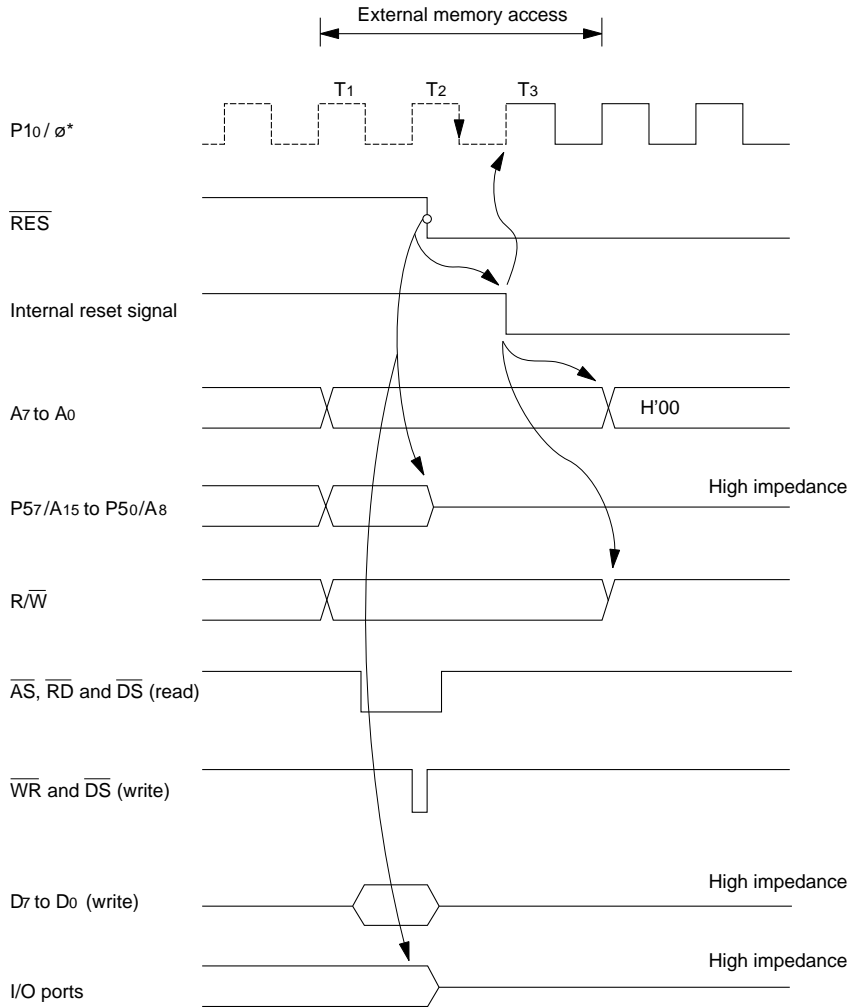 External memory access
T1 T2 T3
P10 / ø*
RES
Internal reset signal
A7 to A0
H'00
P57/A15 to P50/A8
High impedance
R/W
AS, RD and DS (read)
WR and DS (write)
D7 to D0 (write)
High impedance
I/O ports
High impedance